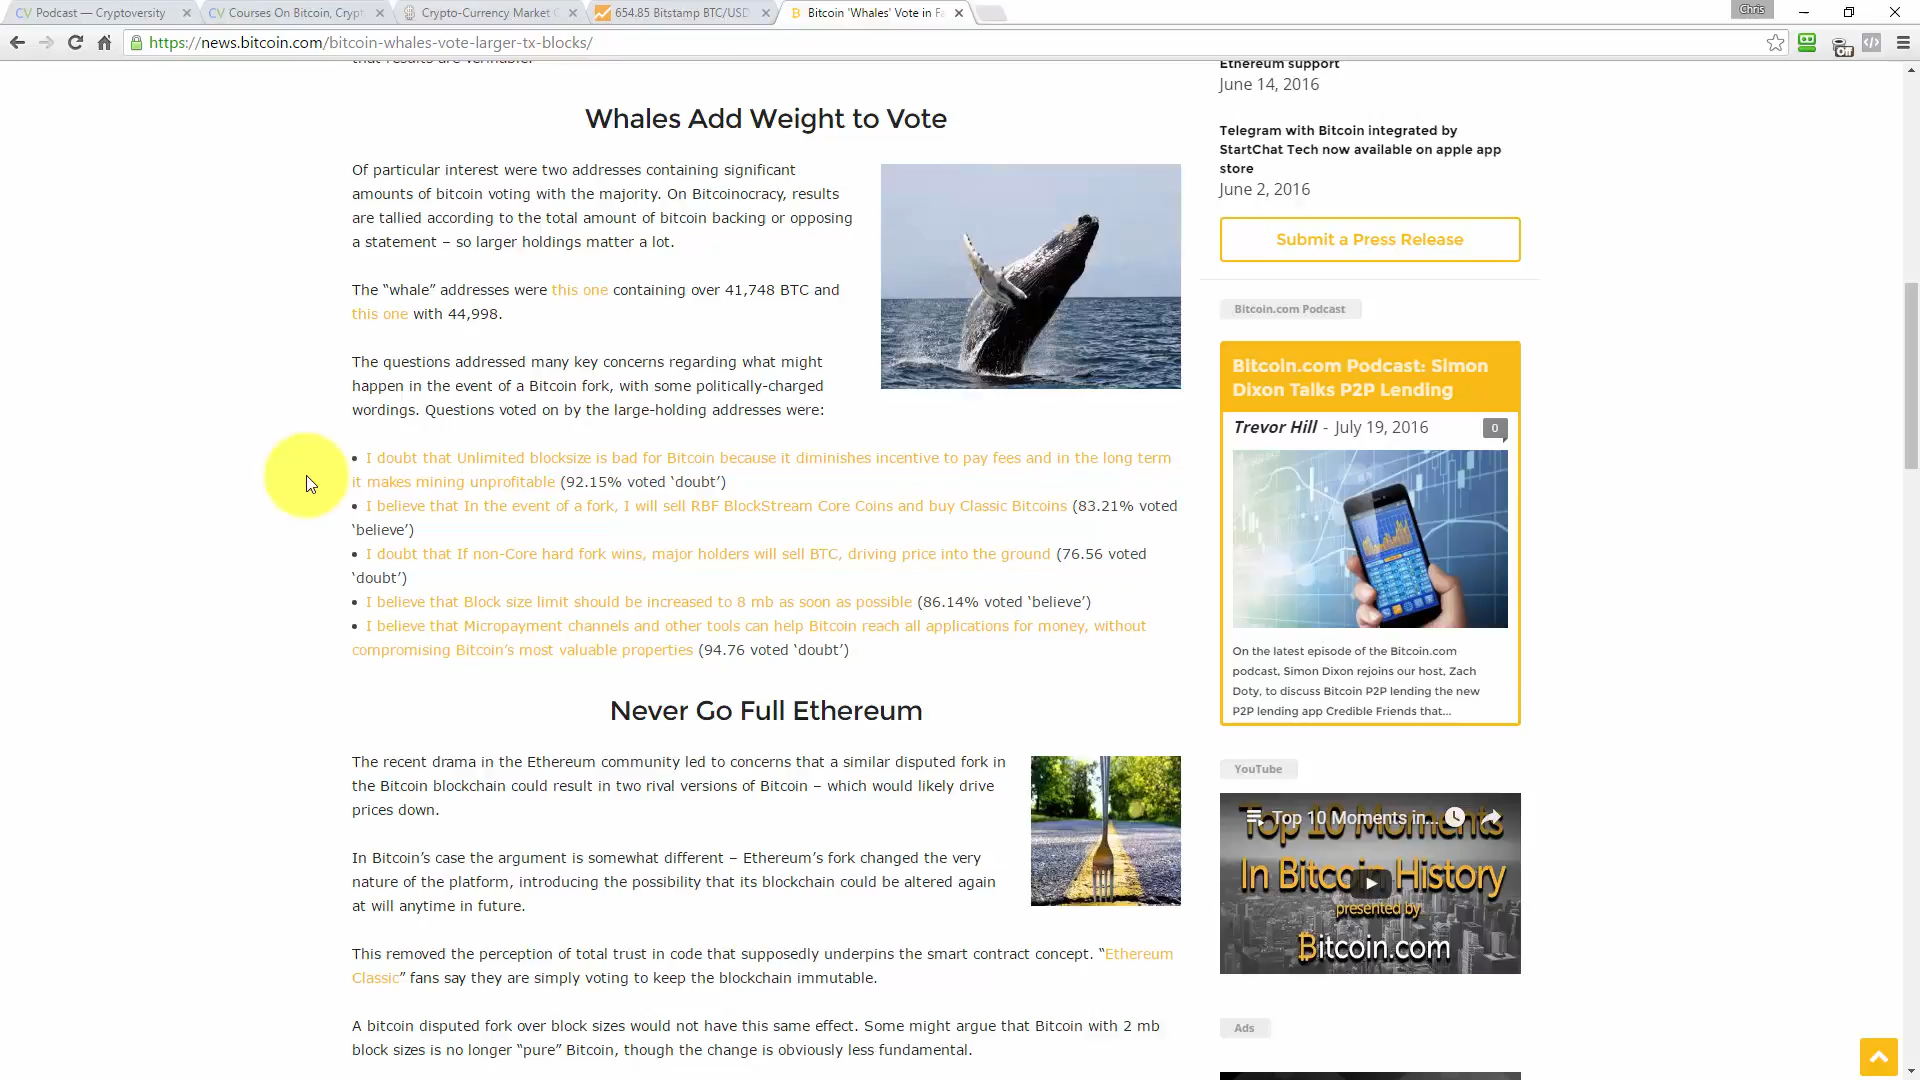 CV Podcast — Cryptoversity
CV Courses On Bitcoin, Crypt
Crypto-Currency Market
654.85 Bitstamp BTC/USD
Bitcoin 'Whales' Vote in Fa
Chris
https://news.bitcoin.com/bitcoin-whales-vote-larger-tx-blocks/
Off
that results are verifiable.
Whales Add Weight to Vote
Of particular interest were two addresses containing significant
amounts of bitcoin voting with the majority. On Bitcoinocracy, results
are tallied according to the total amount of bitcoin backing or opposing
a statement – so larger holdings matter a lot.
The “whale” addresses were this one containing over 41,748 BTC and
this one with 44,998.
The questions addressed many key concerns regarding what might
happen in the event of a Bitcoin fork, with some politically-charged
wordings. Questions voted on by the large-holding addresses were:
• I doubt that Unlimited blocksize is bad for Bitcoin because it diminishes incentive to pay fees and in the long term
it makes mining unprofitable (92.15% voted ‘doubt’)
• I believe that In the event of a fork, I will sell RBF BlockStream Core Coins and buy Classic Bitcoins (83.21% voted
‘believe’)
• I doubt that If non-Core hard fork wins, major holders will sell BTC, driving price into the ground (76.56 voted
‘doubt’)
• I believe that Block size limit should be increased to 8 mb as soon as possible (86.14% voted ‘believe’)
• I believe that Micropayment channels and other tools can help Bitcoin reach all applications for money, without
compromising Bitcoin’s most valuable properties (94.76 voted ‘doubt’)
Never Go Full Ethereum
The recent drama in the Ethereum community led to concerns that a similar disputed fork in
the Bitcoin blockchain could result in two rival versions of Bitcoin – which would likely drive
prices down.
In Bitcoin’s case the argument is somewhat different – Ethereum’s fork changed the very
nature of the platform, introducing the possibility that its blockchain could be altered again
at will anytime in future.
This removed the perception of total trust in code that supposedly underpins the smart contract concept. “Ethereum
Classic” fans say they are simply voting to keep the blockchain immutable.
A bitcoin disputed fork over block sizes would not have this same effect. Some might argue that Bitcoin with 2 mb
block sizes is no longer “pure” Bitcoin, though the change is obviously less fundamental.
Ethereum support
June 14, 2016
Telegram with Bitcoin integrated by
StartChat Tech now available on apple app
store
June 2, 2016
Submit a Press Release
Bitcoin.com Podcast
Bitcoin.com Podcast: Simon
Dixon Talks P2P Lending
Trevor Hill - July 19, 2016
0
On the latest episode of the Bitcoin.com
podcast, Simon Dixon rejoins our host, Zach
Doty, to discuss Bitcoin P2P lending the new
P2P lending app Credible Friends that...
YouTube
Top 10 Moments in...
Top 10 Moments
In Bitcoin History
presented by
Bitcoin.com
Ads